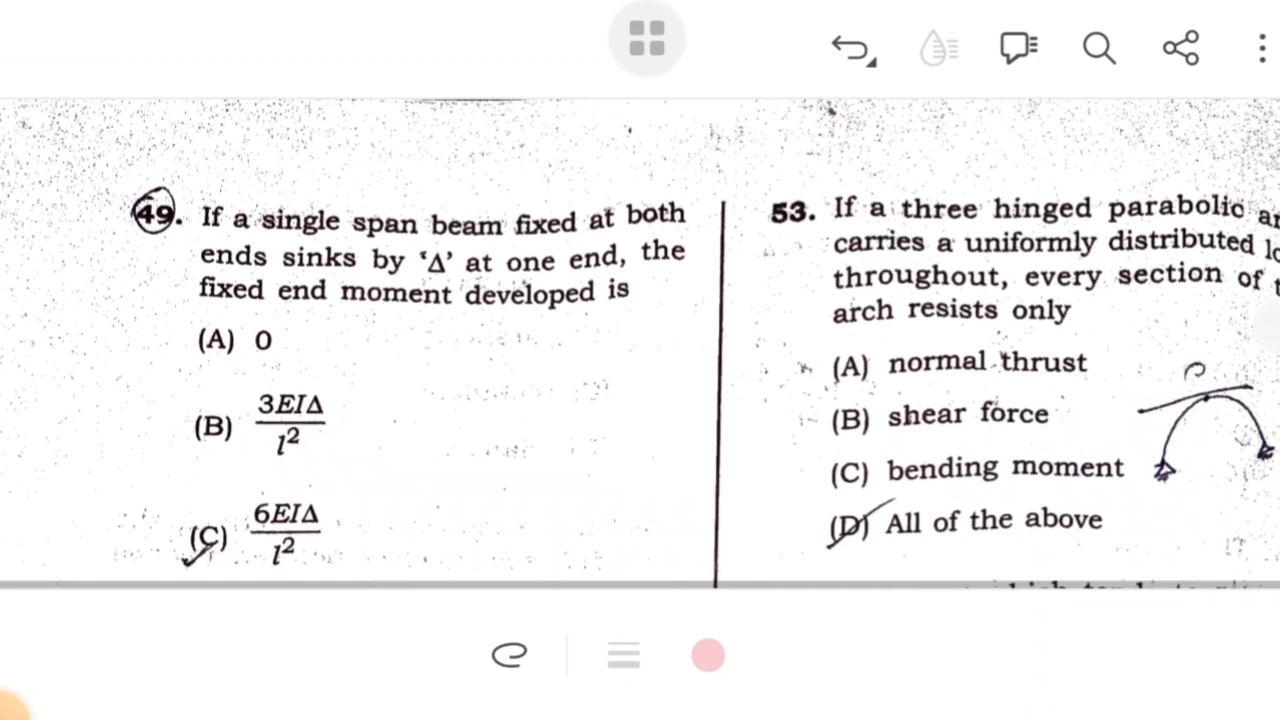 49. If a single span beam fixed at both
ends sinks by ‘Δ’ at one end, the
fixed end moment developed is
(A) 0
(B) 3EIΔ / l²
(C) 6EIΔ / l²
53. If a three hinged parabolic
carries a uniformly distributed
throughout, every section of
arch resists only
(A) normal thrust
(B) shear force
(C) bending moment
(D) All of the above